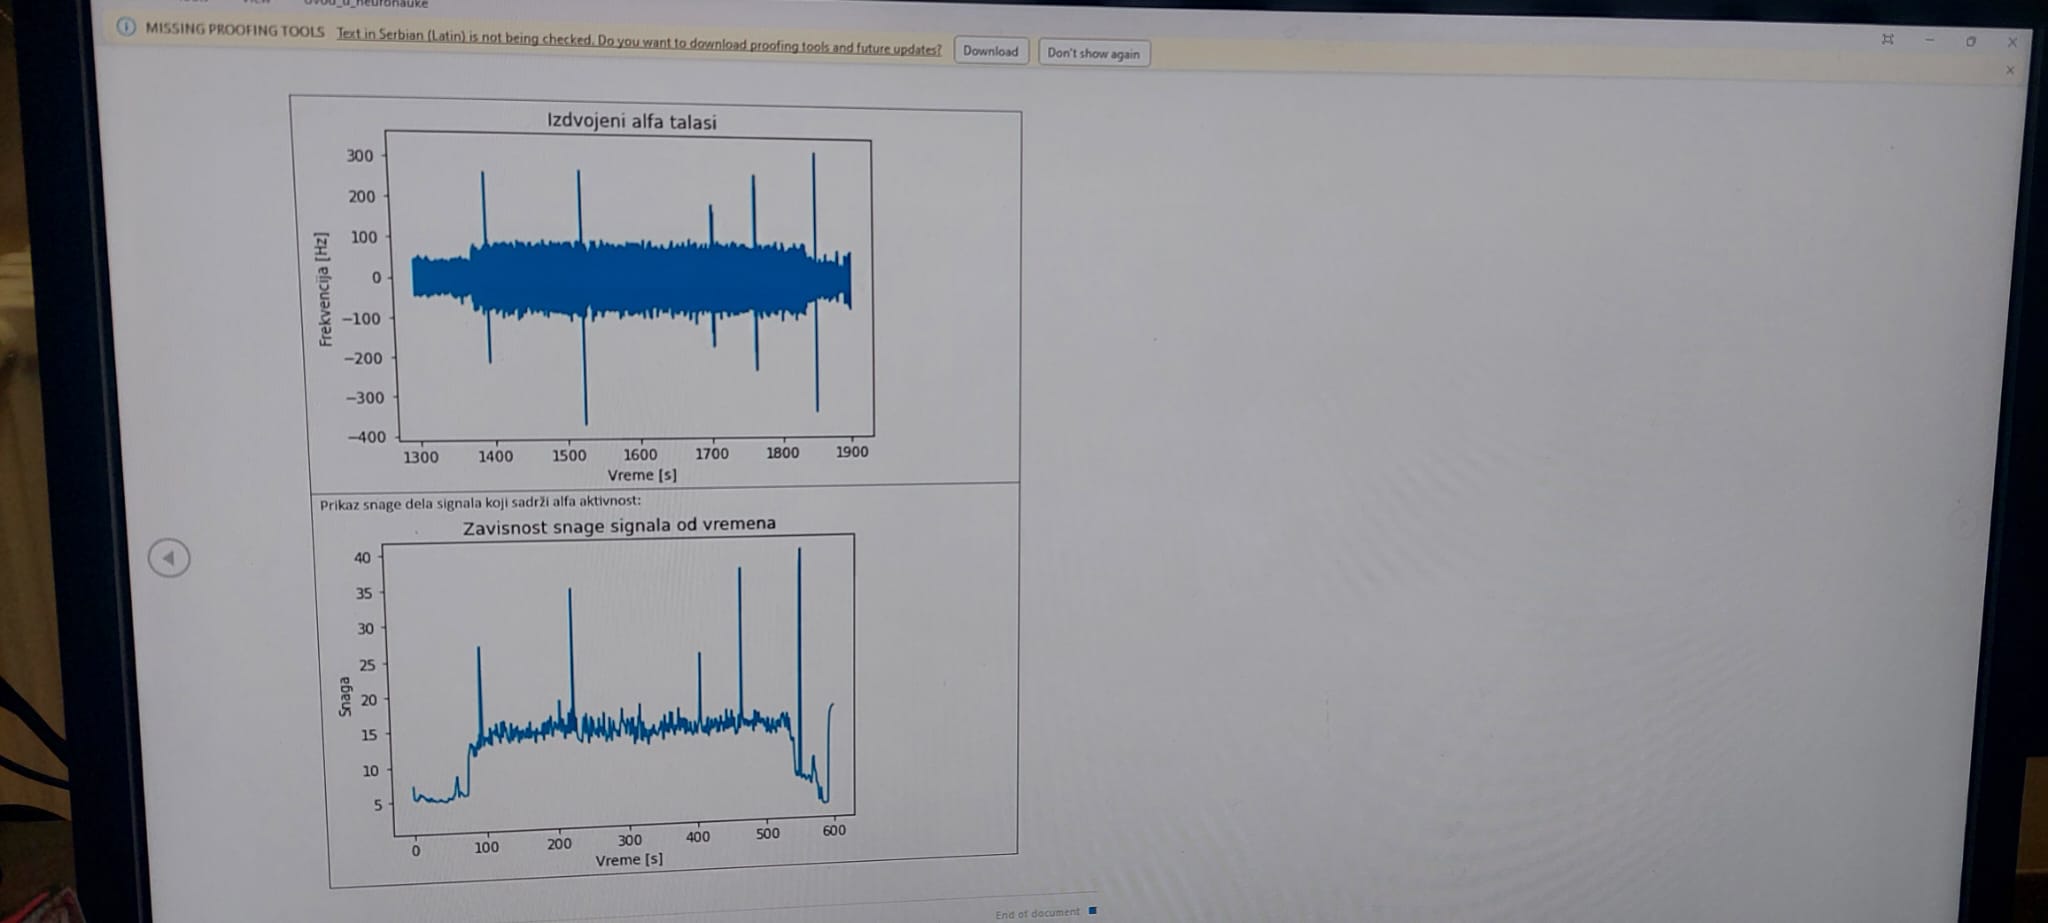 Uvod_u_neuronauke
MISSING PROOFING TOOLS Text in Serbian (Latin) is not being checked. Do you want to download proofing tools and future updates? Download Don't show again
Izdvojeni alfa talasi
300
200
100
0
−100
−200
−300
−400
Frekvencija [Hz]
1300 1400 1500 1600 1700 1800 1900
Vreme [s]
Prikaz snage dela signala koji sadrži alfa aktivnost:
Zavisnost snage signala od vremena
40
35
30
25
20
15
10
5
Snaga
0 100 200 300 400 500 600
Vreme [s]
End of document